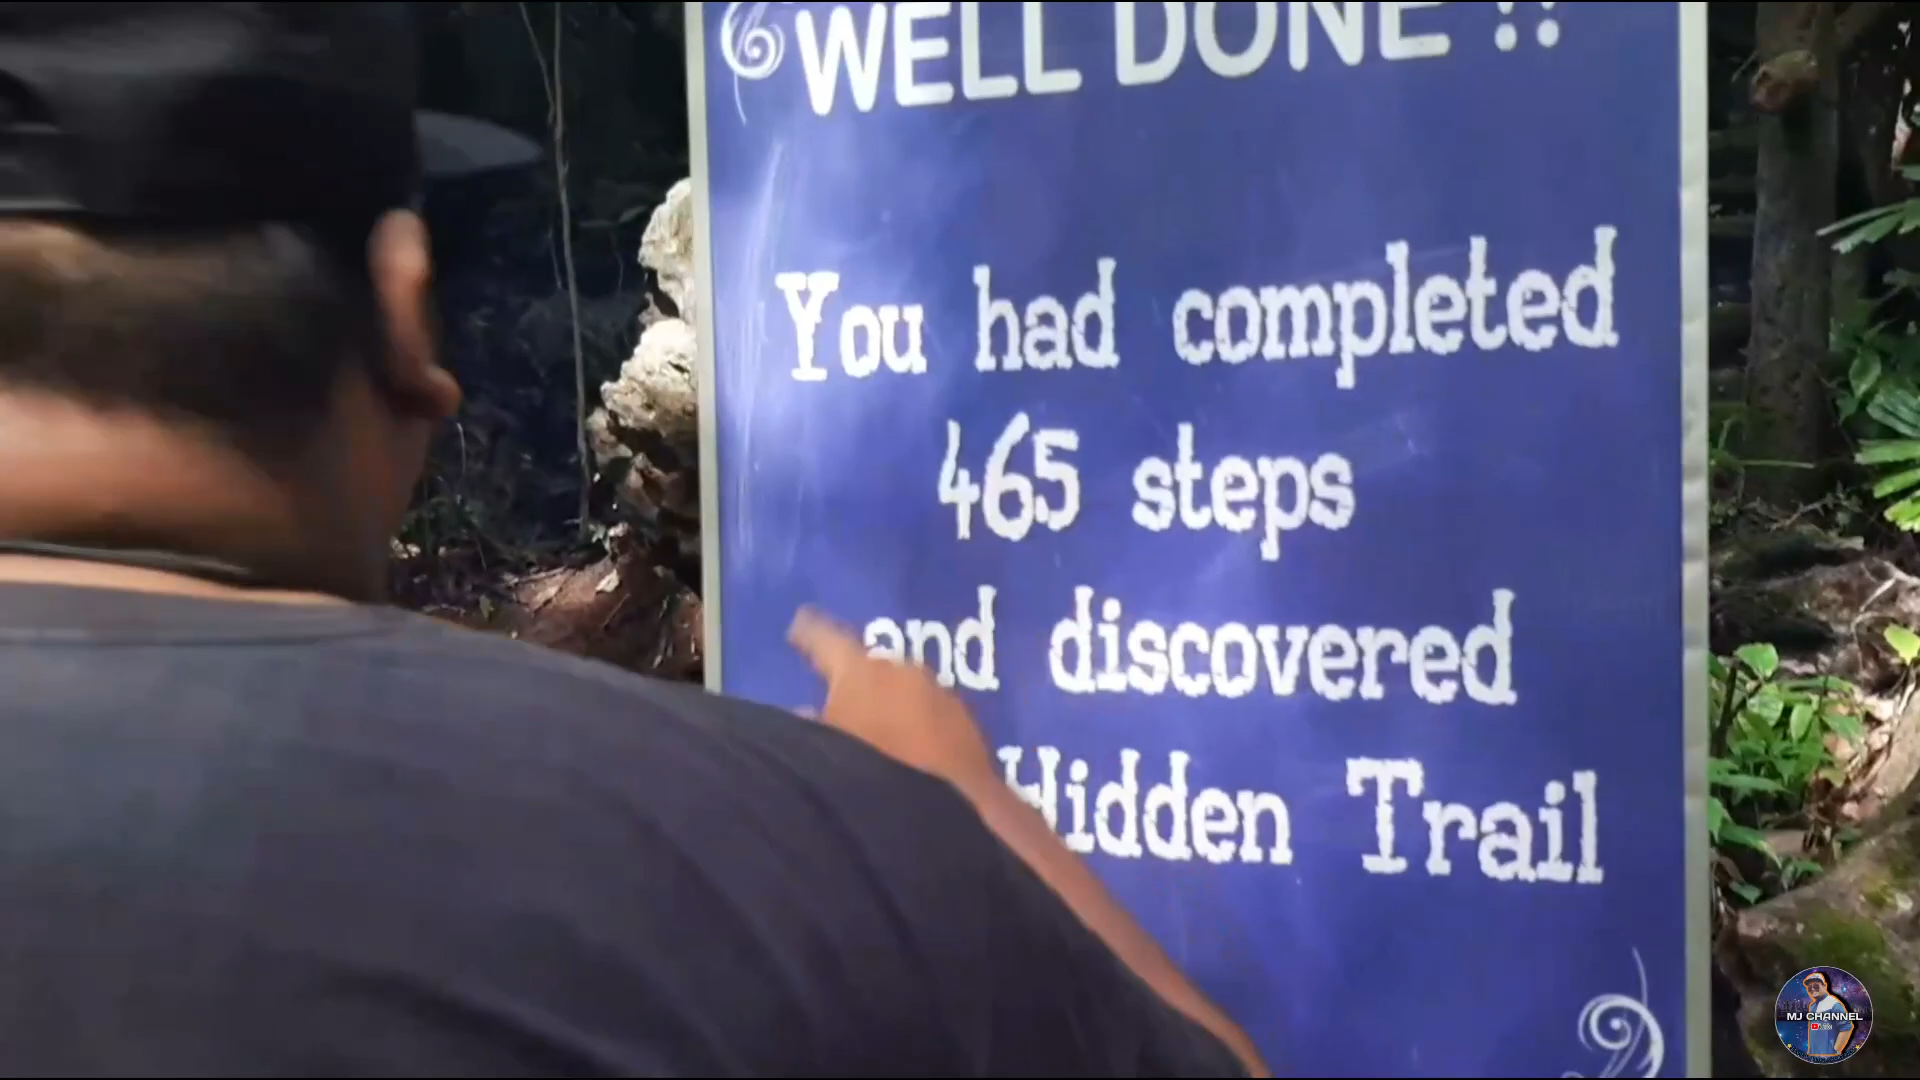 WELL DONE !!
You had completed
465 steps
and discovered
Hidden Trail
MJ CHANNEL